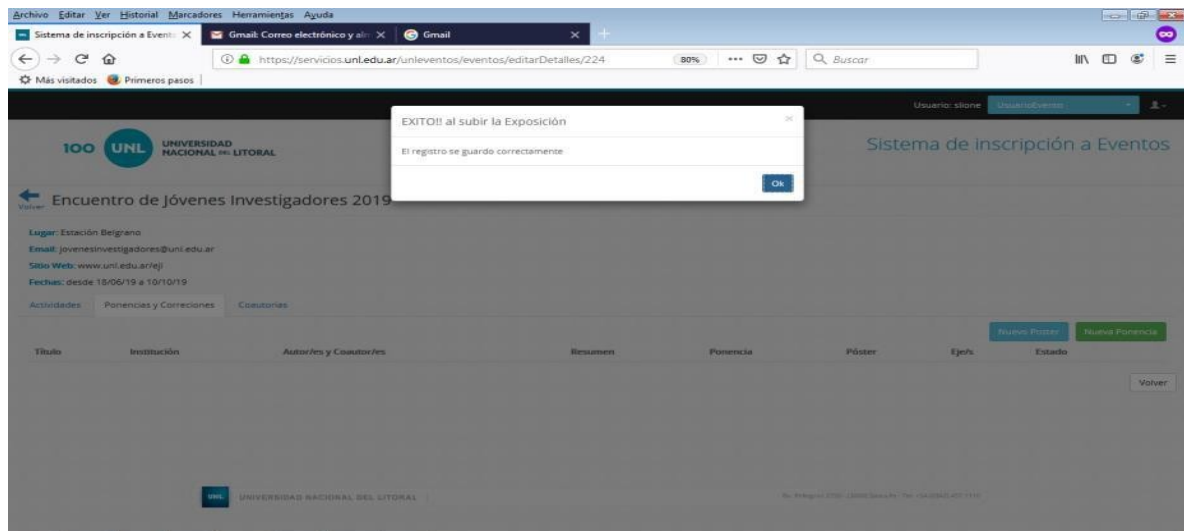 Archivo Editar Ver Historial Marcadores Herramientas Ayuda
Sistema de inscripción a Event: Gmail: Correo electrónico y alm Gmail
https://servicios.unl.edu.ar/unleventos/eventos/editarDetalles/224 80% Buscar
Más visitados Primeros pasos
Usuario: slione UsuarioEvento
EXITO!! al subir la Exposición
El registro se guardo correctamente
Ok
100 UNL UNIVERSIDAD
NACIONAL DEL LITORAL
Sistema de inscripción a Eventos
Volver Encuentro de Jóvenes Investigadores 2019
Lugar: Estación Belgrano
Email: jovenesinvestigadores@unl.edu.ar
Sitio Web: www.unl.edu.ar/eji
Fechas: desde 18/06/19 a 10/10/19
Actividades Ponencias y Correciones Coautorias
Nuevo Poster Nueva Ponencia
Título Institución Autor/es y Coautor/es Resumen Ponencia Póster Eje/s Estado
Volver
UNL UNIVERSIDAD NACIONAL DEL LITORAL